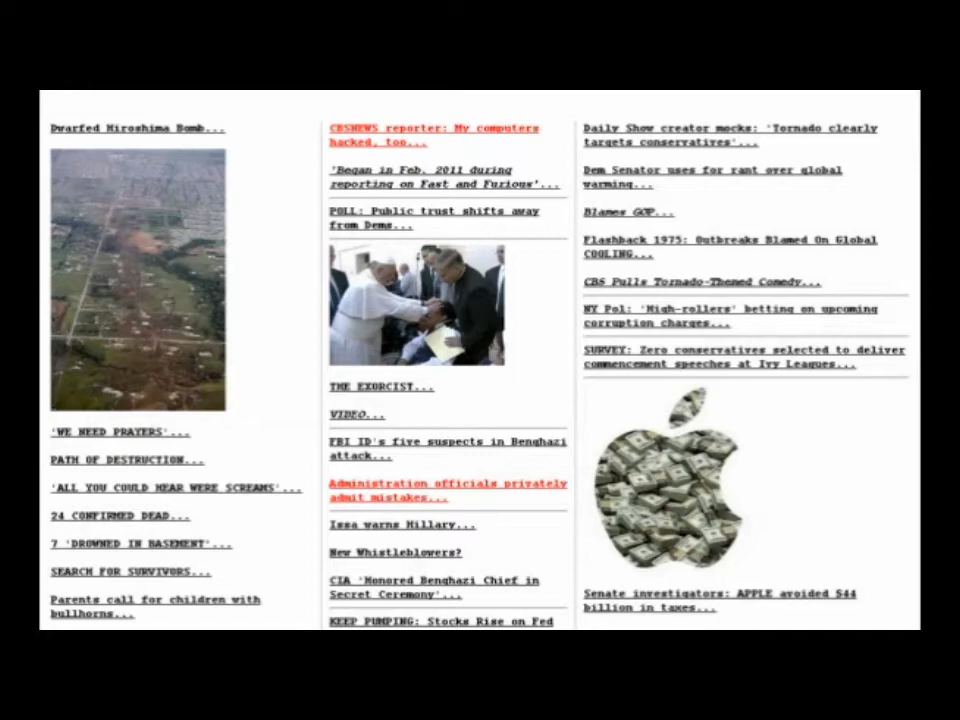 Dwarfed Hiroshima Bomb...
'WE NEED PRAYERS'...
PATH OF DESTRUCTION...
'ALL YOU COULD HEAR WERE SCREAMS'...
24 CONFIRMED DEAD...
7 'DROWNED IN BASEMENT'...
SEARCH FOR SURVIVORS...
Parents call for children with
bullhorns...
CBSNEWS reporter: My computers
hacked, too...
'Began in Feb. 2011 during
reporting on Fast and Furious'...
POLL: Public trust shifts away
from Dems...
THE EXORCIST...
VIDEO...
FBI ID's five suspects in Benghazi
attack...
Administration officials privately
admit mistakes...
Issa warns Hillary...
New Whistleblowers?
CIA 'Honored Benghazi Chief in
Secret Ceremony'...
KEEP PUMPING: Stocks Rise on Fed
Daily Show creator mocks: 'Tornado clearly
targets conservatives'...
Dem Senator uses for rant over global
warming...
Blames GOP...
Flashback 1975: Outbreaks Blamed On Global
COOLING...
CBS Pulls Tornado-Themed Comedy...
NY Pol: 'High-rollers' betting on upcoming
corruption charges...
SURVEY: Zero conservatives selected to deliver
commencement speeches at Ivy Leagues...
Senate investigators: APPLE avoided $44
billion in taxes...